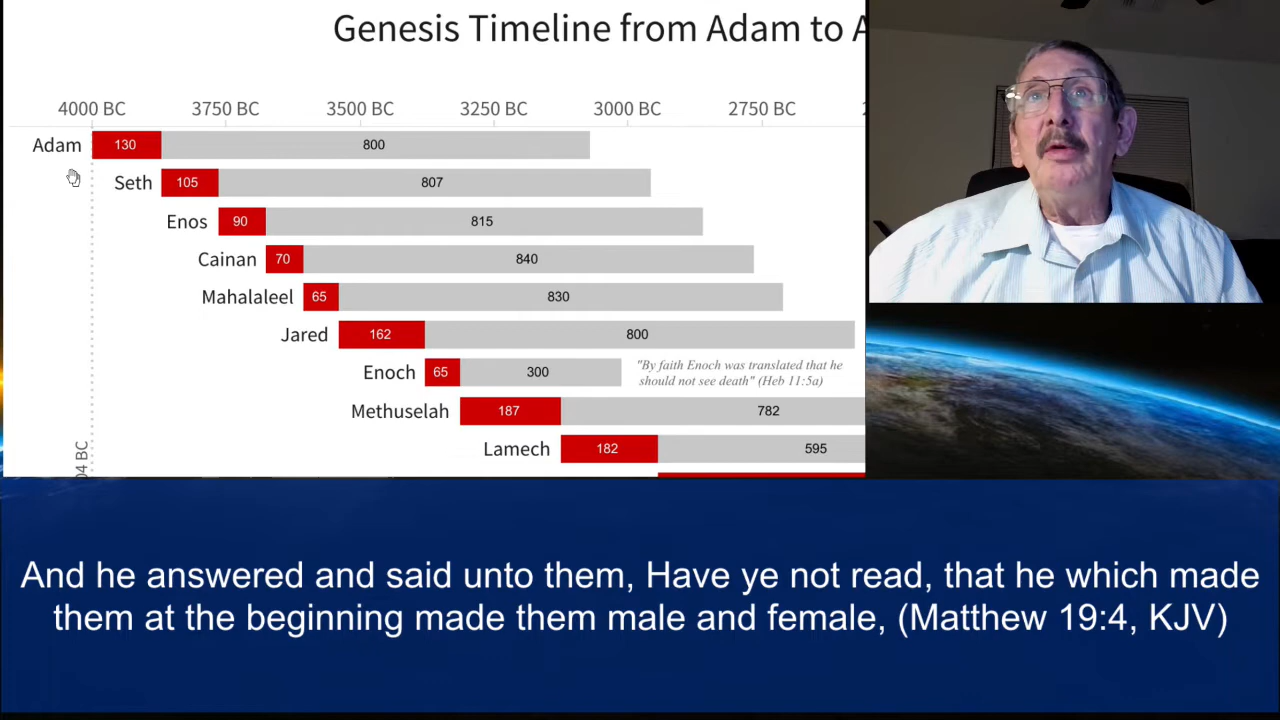 Genesis Timeline from Adam to A
4000 BC 3750 BC 3500 BC 3250 BC 3000 BC 2750 BC 2
Adam 130 800
Seth 105 807
Enos 90 815
Cainan 70 840
Mahalaleel 65 830
Jared 162 800
Enoch 65 300 "By faith Enoch was translated that he
should not see death" (Heb 11:5a)
Methuselah 187 782
Lamech 182 595
04 BC
And he answered and said unto them, Have ye not read, that he which made
them at the beginning made them male and female, (Matthew 19:4, KJV)